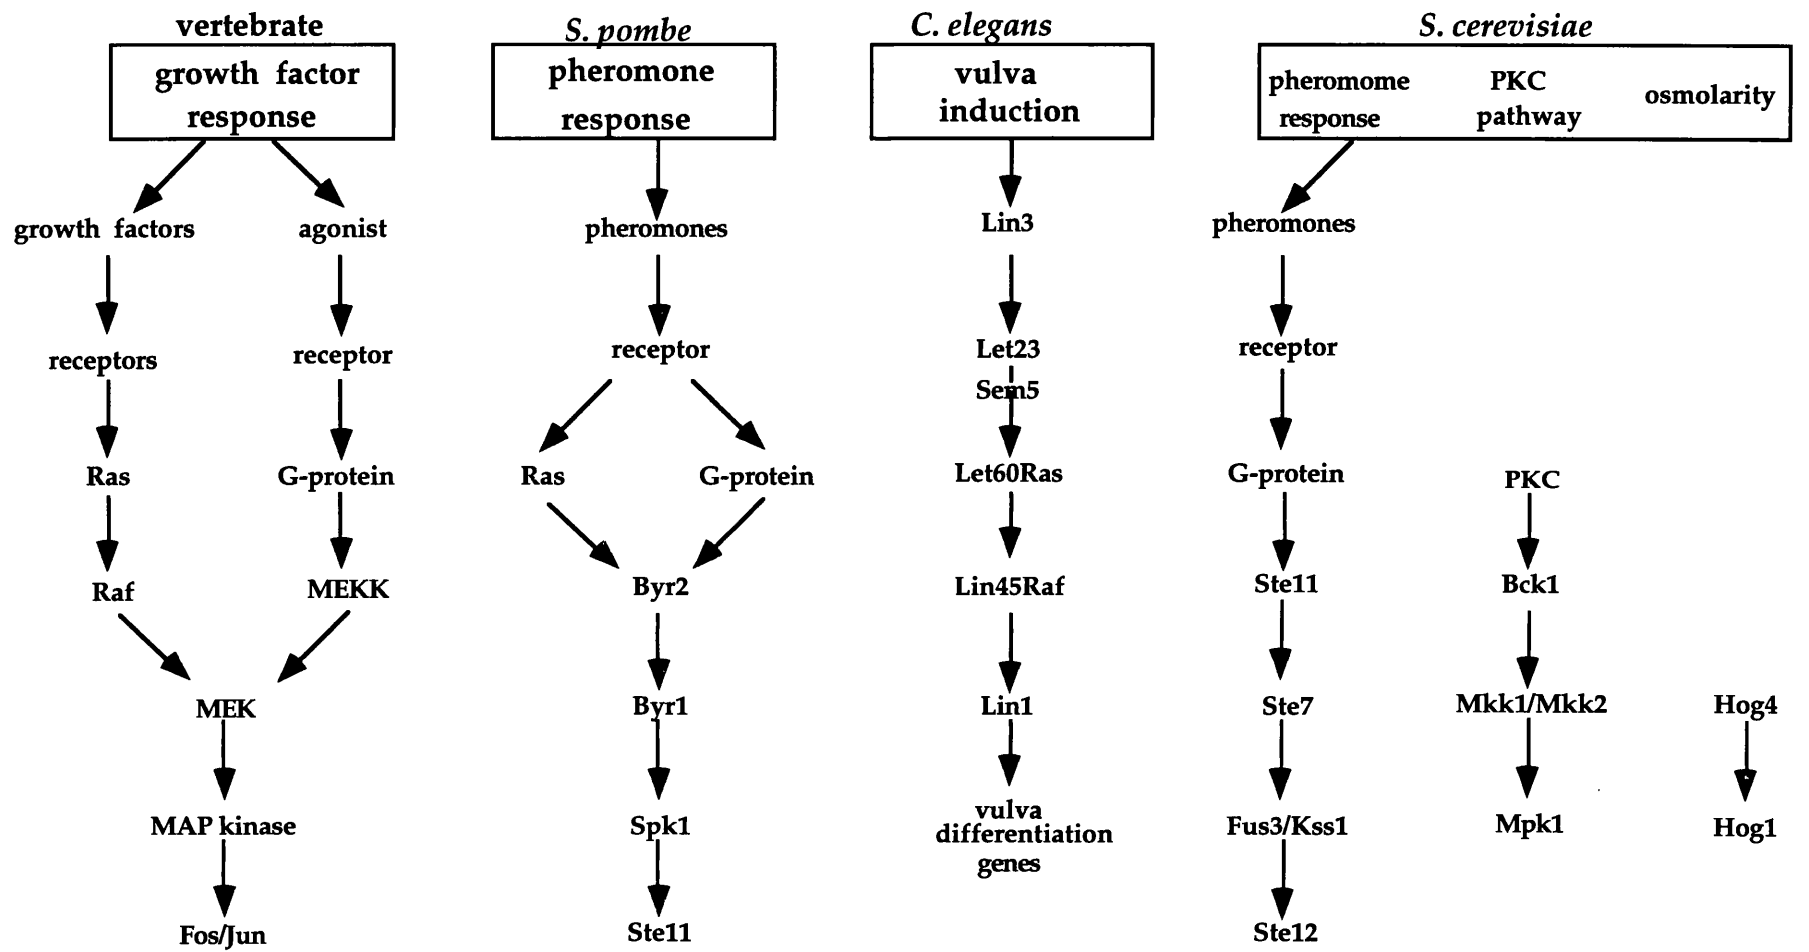 vertebrate
growth factor
response
growth factors
agonist
receptors
receptor
Ras
G-protein
Raf
MEKK
MEK
MAP kinase
Fos/Jun
S. pombe
pheromone
response
pheromones
receptor
Ras
G-protein
Byr2
Byr1
Spk1
Ste11
C. elegans
vulva
induction
Lin3
Let23
Sem5
Let60Ras
Lin45Raf
Lin1
vulva
differentiation
genes
S. cerevisiae
pheromome
response
PKC
pathway
osmolarity
pheromones
receptor
G-protein
Ste11
Ste7
Fus3/Kss1
Ste12
PKC
Bck1
Mkk1/Mkk2
Mpk1
Hog4
Hog1